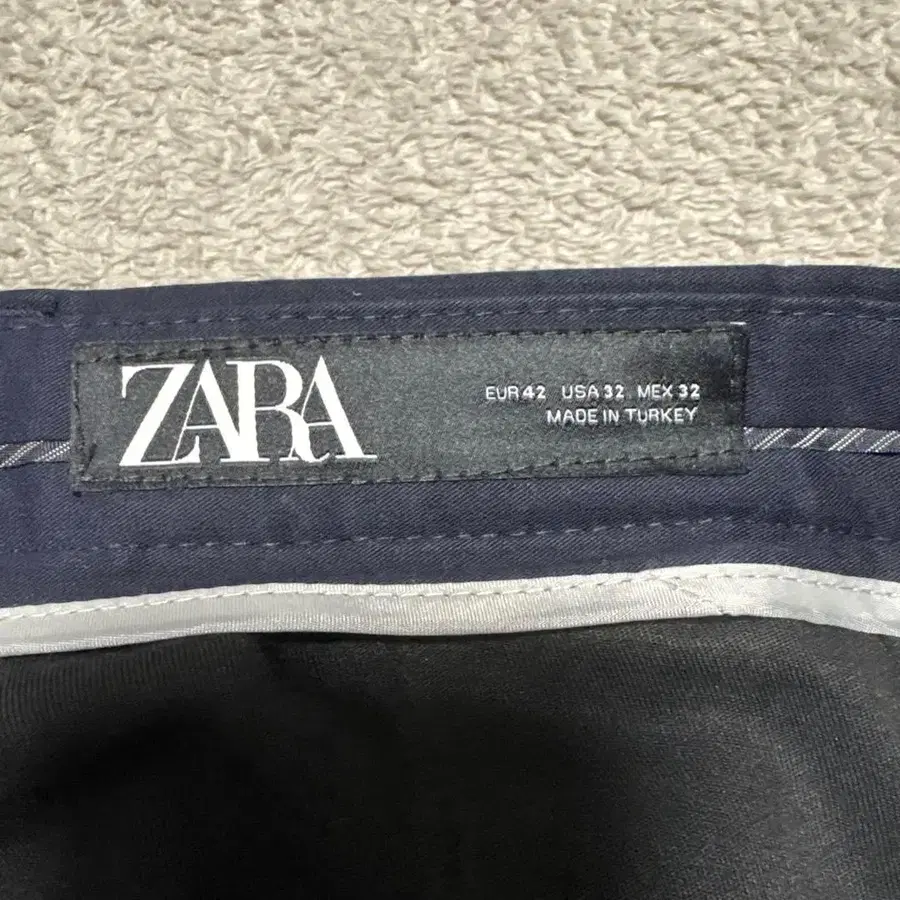 ZARA
EUR 42 USA 32 MEX 32
MADE IN TURKEY